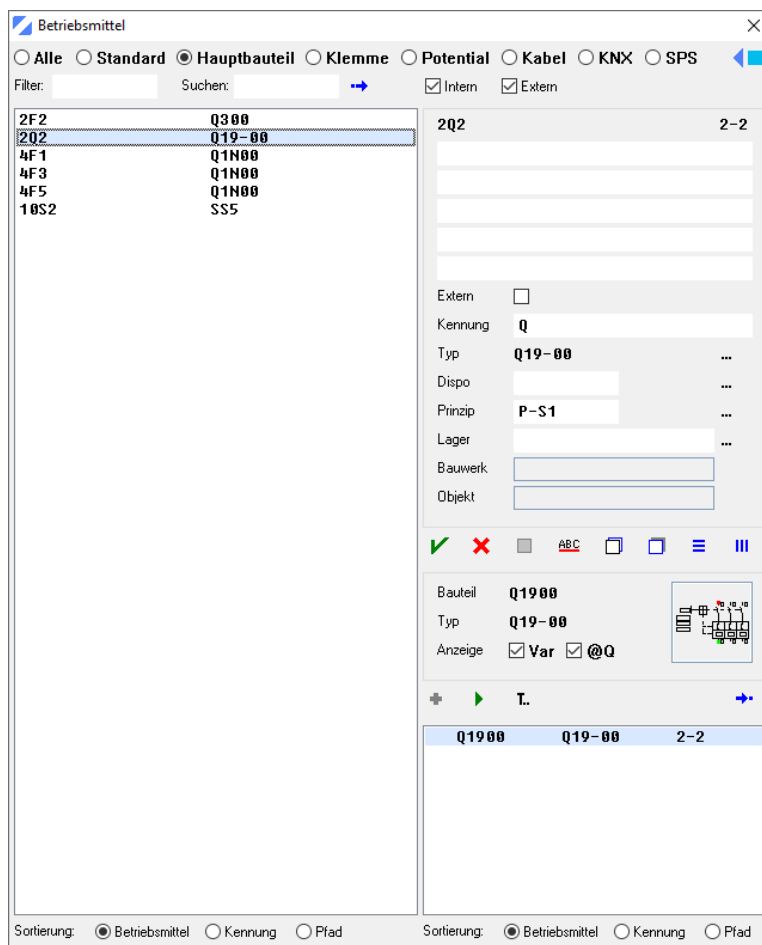 Betriebsmittel
Alle Standard Hauptbauteil Klemme Potential Kabel KNX SPS
Filter: Suchen: Intern Extern
2F2 Q300
2Q2 Q19-00
4F1 Q1N00
4F3 Q1N00
4F5 Q1N00
10S2 SS5
2Q2 2-2
Extern
Kennung Q
Typ Q19-00 ...
Dispo ...
Prinzip P-S1 ...
Lager ...
Bauwerk
Objekt
ABC
Bauteil Q1900
Typ Q19-00
Anzeige Var @Q
T..
Q1900 Q19-00 2-2
Sortierung: Betriebsmittel Kennung Pfad
Sortierung: Betriebsmittel Kennung Pfad